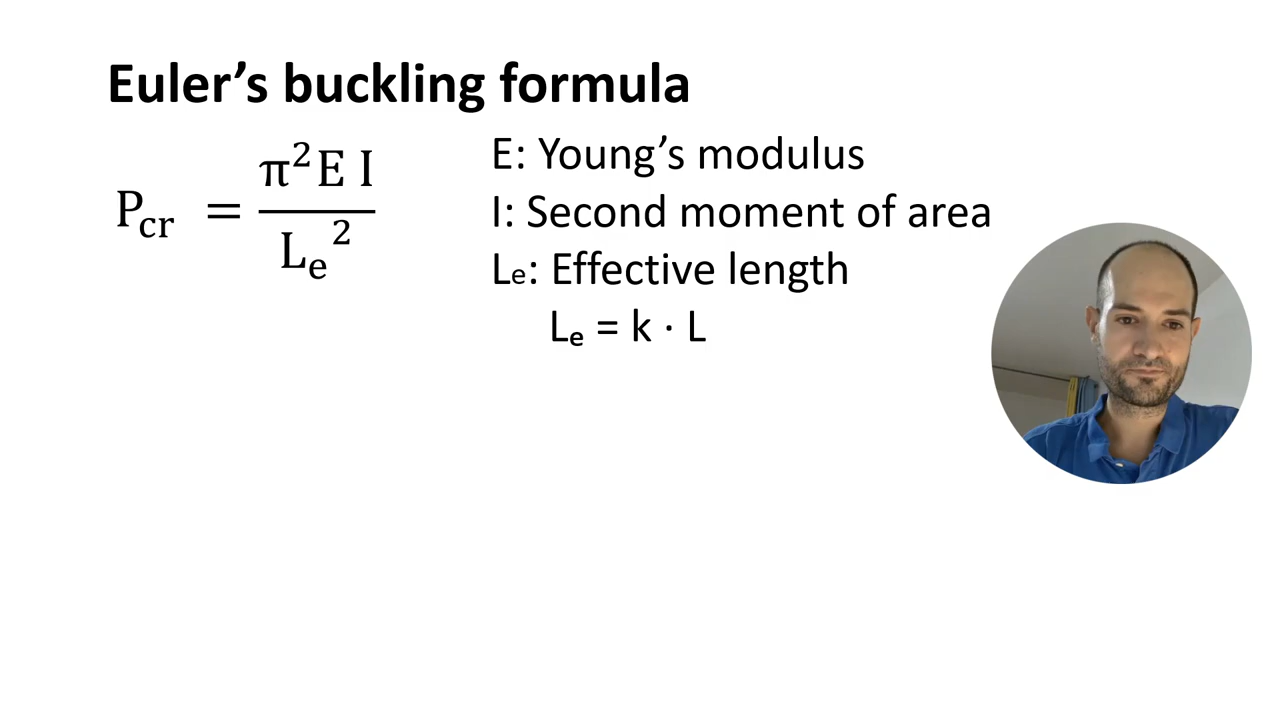 Euler’s buckling formula
P_cr = π²E I / L_e²
E: Young’s modulus
I: Second moment of area
Le: Effective length
Le = k · L